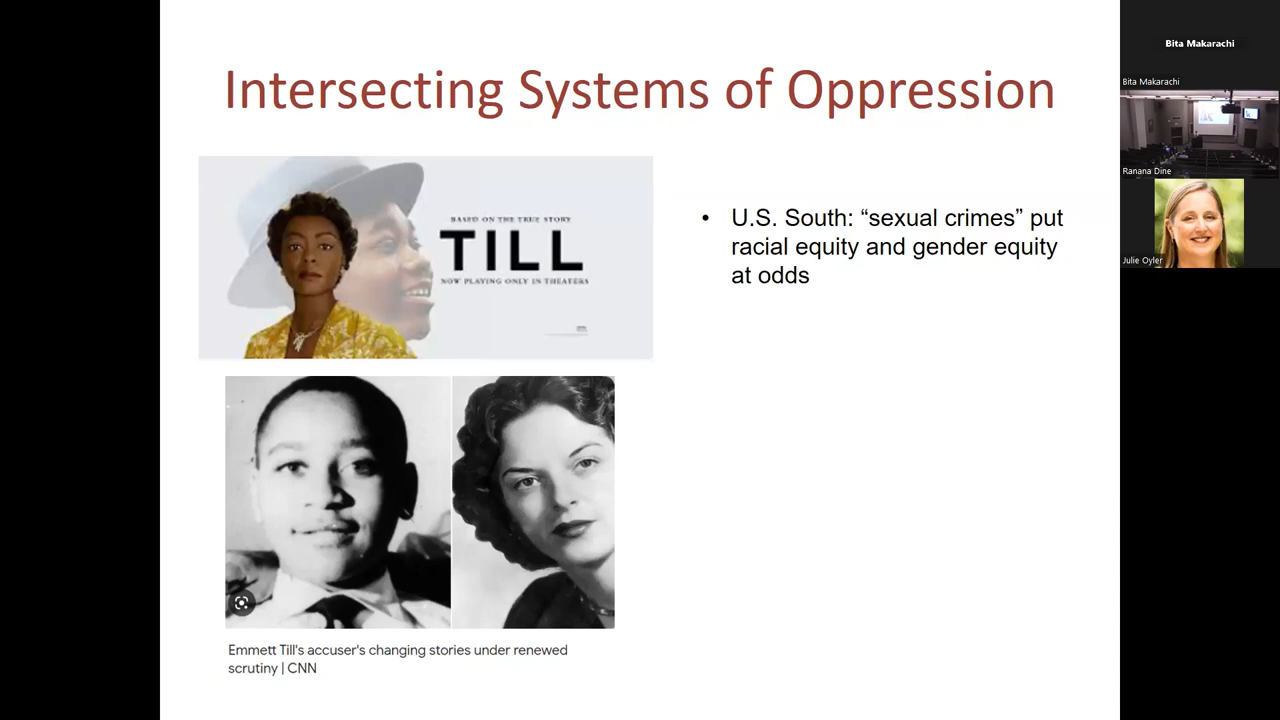 Intersecting Systems of Oppression
BASED ON THE TRUE STORY
TILL
NOW PLAYING ONLY IN THEATERS
• U.S. South: “sexual crimes” put
racial equity and gender equity
at odds
Emmett Till's accuser's changing stories under renewed
scrutiny | CNN
Bita Makarachi
Bita Makarachi
Ranana Dine
Julie Oyler